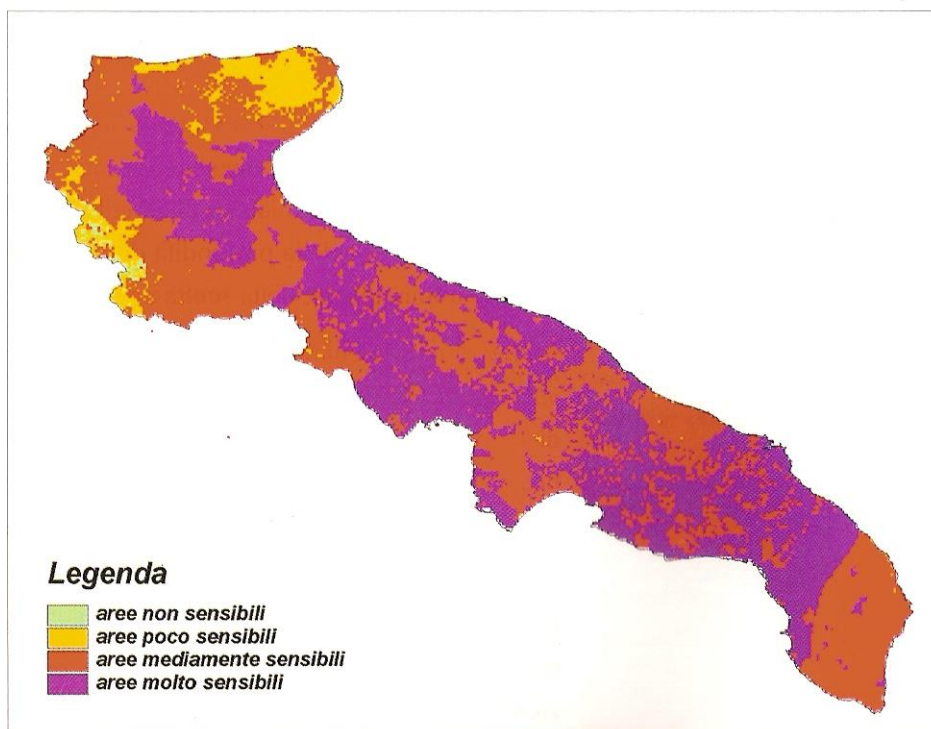 Legenda
aree non sensibili
aree poco sensibili
aree mediamente sensibili
aree molto sensibili